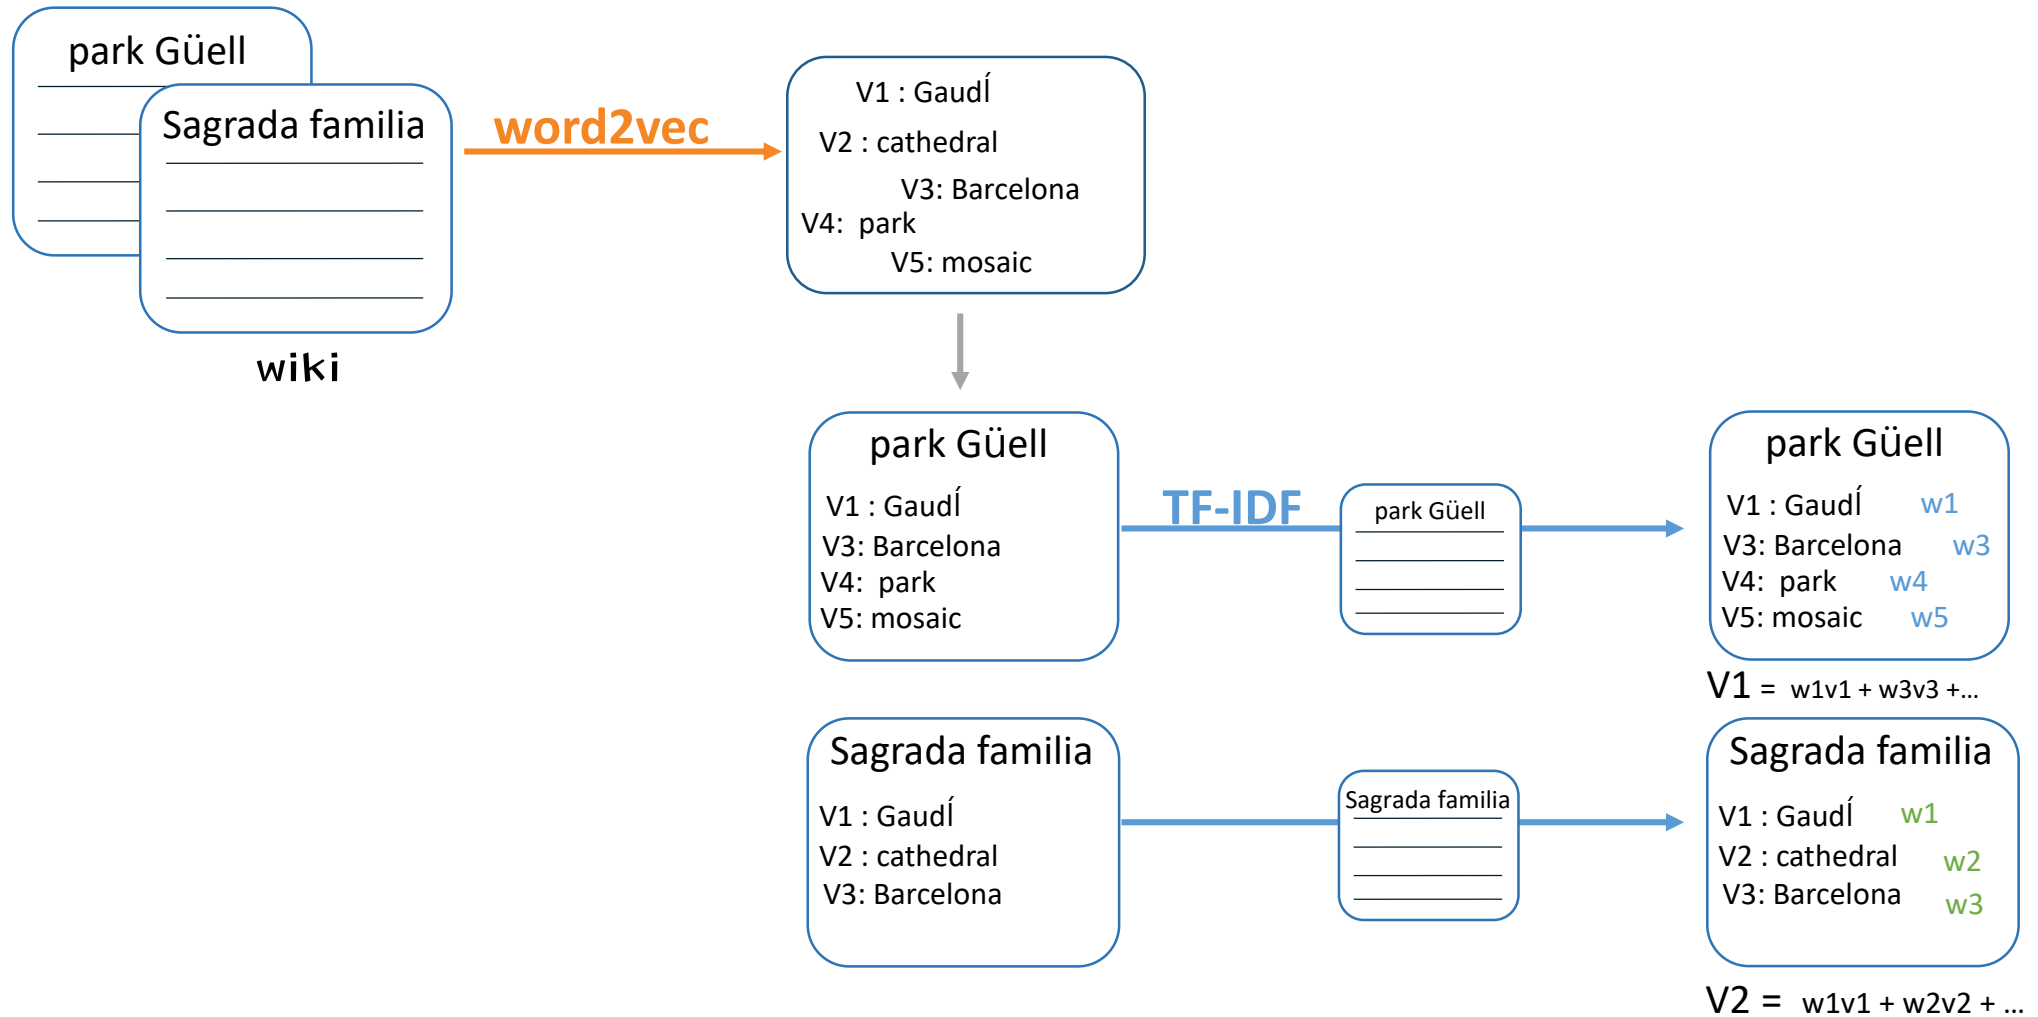 park Güell
Sagrada familia
wiki
word2vec
V1 : GaudÍ
V2 : cathedral
V3: Barcelona
V4: park
V5: mosaic
park Güell
V1 : GaudÍ
V3: Barcelona
V4: park
V5: mosaic
TF-IDF
park Güell
park Güell
V1 : GaudÍ w1
V3: Barcelona w3
V4: park w4
V5: mosaic w5
V1 = w1v1 + w3v3 +...
Sagrada familia
V1 : GaudÍ
V2 : cathedral
V3: Barcelona
Sagrada familia
Sagrada familia
V1 : GaudÍ w1
V2 : cathedral w2
V3: Barcelona w3
V2 = w1v1 + w2v2 + ...